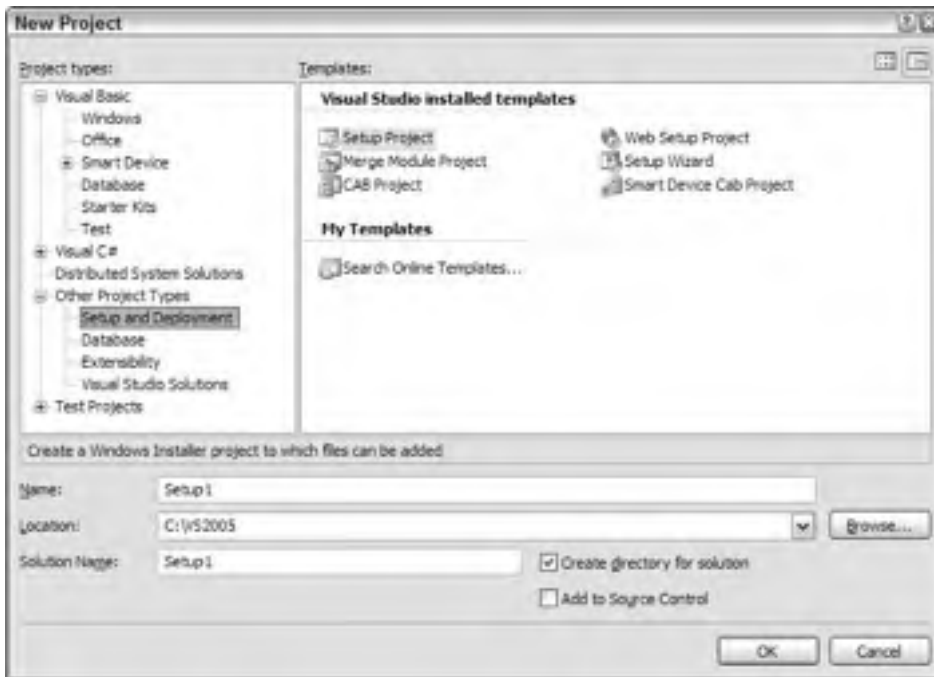 New Project
Project types:
Templates:
Visual Basic
Windows
Office
Smart Device
Database
Starter Kits
Test
Visual C#
Distributed System Solutions
Other Project Types
Setup and Deployment
Database
Extensibility
Visual Studio Solutions
Test Projects
Visual Studio installed templates
Setup Project
Web Setup Project
Merge Module Project
Setup Wizard
CAB Project
Smart Device Cab Project
My Templates
Search Online Templates...
Create a Windows Installer project to which files can be added
Name:
Setup1
Location:
C:\VS2005
Browse...
Solution Name:
Setup1
Create directory for solution
Add to Source Control
OK
Cancel